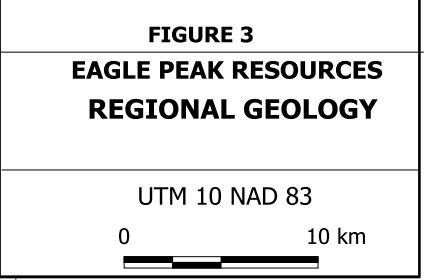 FIGURE 3
EAGLE PEAK RESOURCES
REGIONAL GEOLOGY
UTM 10 NAD 83
0 10 km